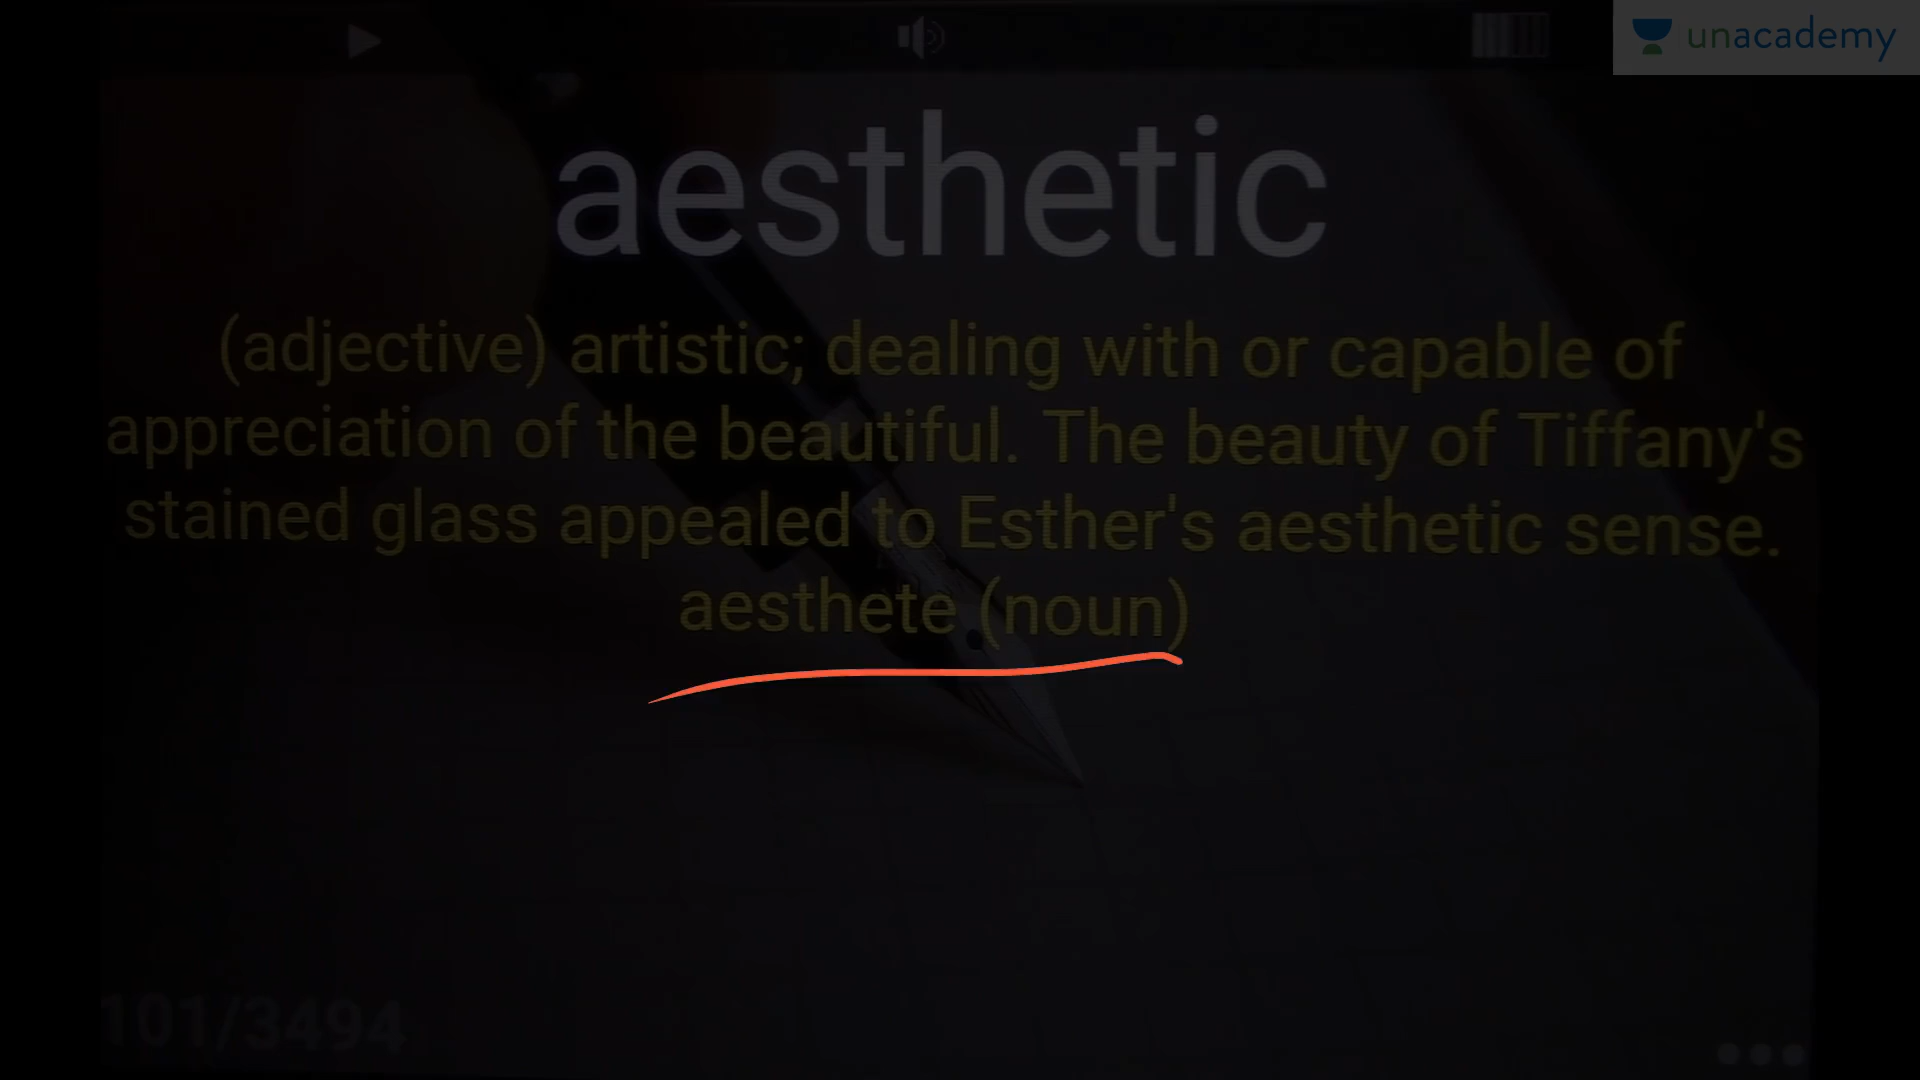 unacademy
aesthetic
(adjective) artistic; dealing with or capable of
appreciation of the beautiful. The beauty of Tiffany's
stained glass appealed to Esther's aesthetic sense.
aesthete (noun)
101/3494